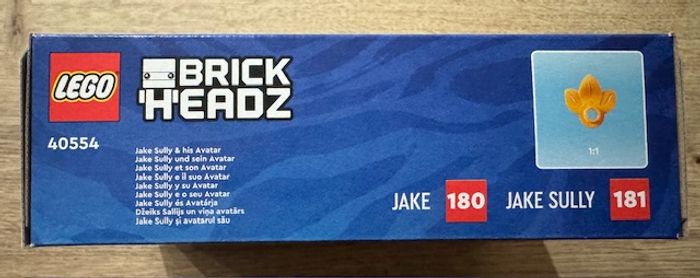 LEGO
BRICK
HEADZ
40554
Jake Sully & his Avatar
Jake Sully und sein Avatar
Jake Sully et son Avatar
Jake Sully e il suo Avatar
Jake Sully y su Avatar
Jake Sully e o seu Avatar
Jake Sully és Avatárja
Džeiks Sallijs un viņa avatārs
Jake Sully și avatarul său
1:1
JAKE 180
JAKE SULLY 181